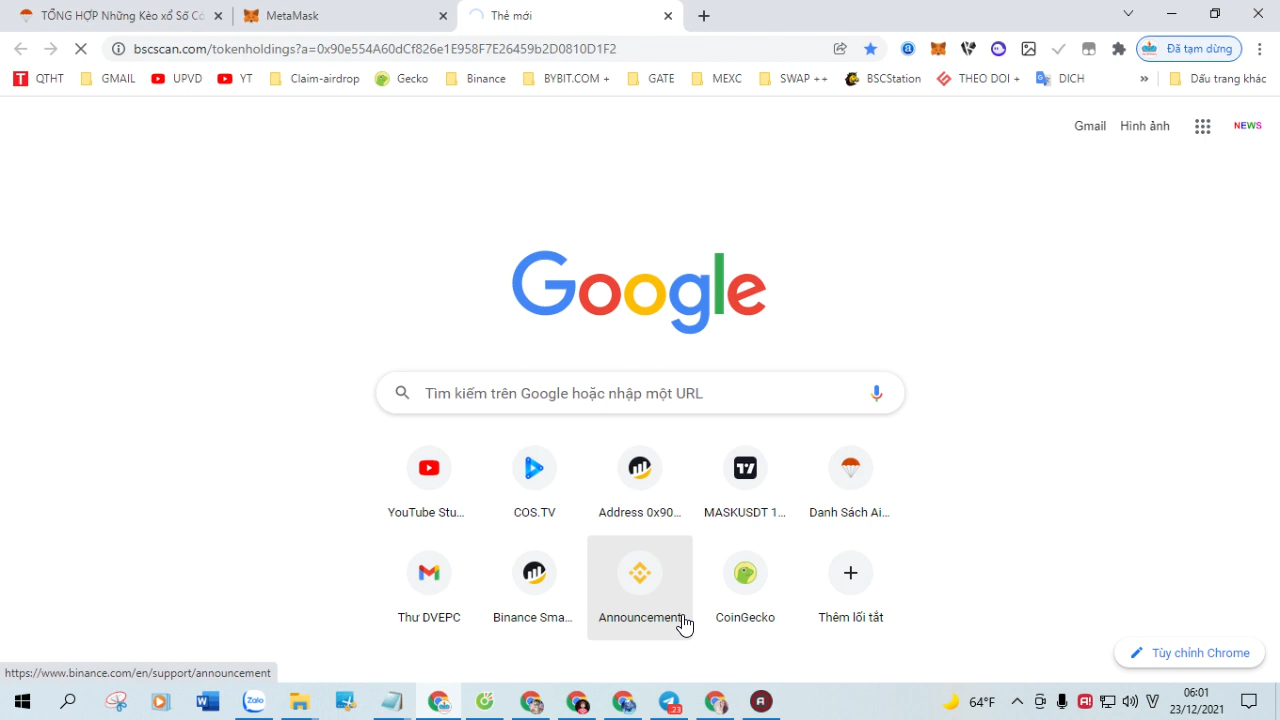 TỔNG HỢP Những Kèo xổ Số Có
MetaMask
Thẻ mới
bscscan.com/tokenholdings?a=0x90e554A60dCf826e1E958F7E26459b2D0810D1F2
Đã tạm dừng
QTHT
GMAIL
UPVD
YT
Claim-airdrop
Gecko
Binance
BYBIT.COM +
GATE
MEXC
SWAP ++
BSCStation
THEO DOI +
DICH
»
Dấu trang khác
Gmail
Hình ảnh
NEWS
Google
Tìm kiếm trên Google hoặc nhập một URL
YouTube Stu...
COS.TV
Address 0x90...
MASKUSDT 1...
Danh Sách Ai...
Thư DVEPC
Binance Sma...
Announcement
CoinGecko
Thêm lối tắt
Tùy chỉnh Chrome
https://www.binance.com/en/support/announcement
Zalo
23
64°F
06:01
23/12/2021